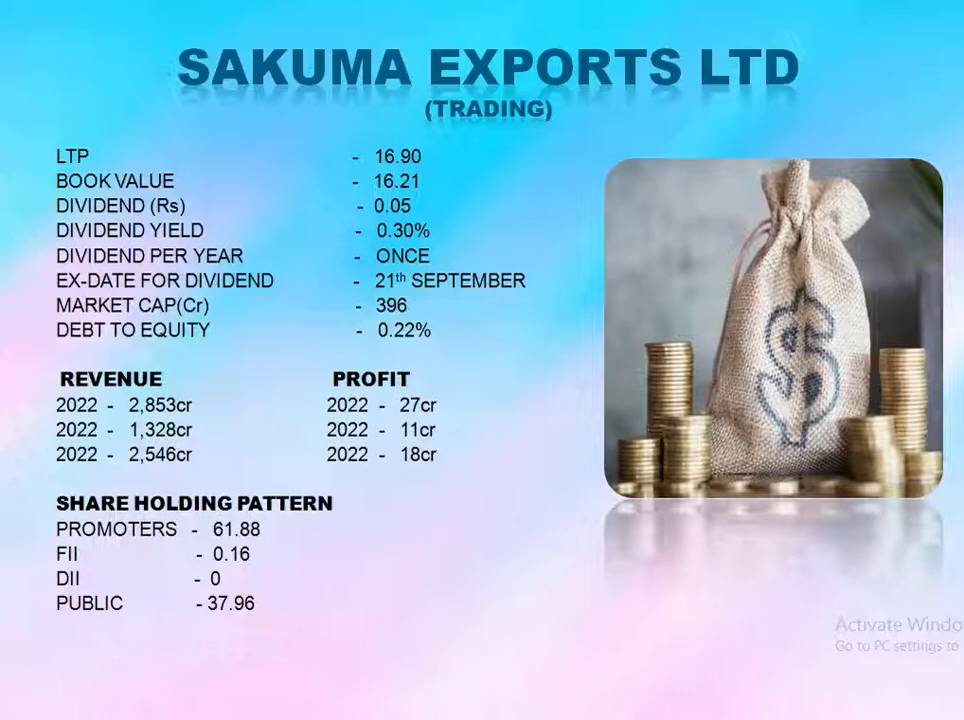 SAKUMA EXPORTS LTD
(TRADING)
LTP - 16.90
BOOK VALUE - 16.21
DIVIDEND (Rs) - 0.05
DIVIDEND YIELD - 0.30%
DIVIDEND PER YEAR - ONCE
EX-DATE FOR DIVIDEND - 21th SEPTEMBER
MARKET CAP(Cr) - 396
DEBT TO EQUITY - 0.22%
REVENUE PROFIT
2022 - 2,853cr 2022 - 27cr
2022 - 1,328cr 2022 - 11cr
2022 - 2,546cr 2022 - 18cr
SHARE HOLDING PATTERN
PROMOTERS - 61.88
FII - 0.16
DII - 0
PUBLIC - 37.96
$
Activate Windo
Go to PC settings to